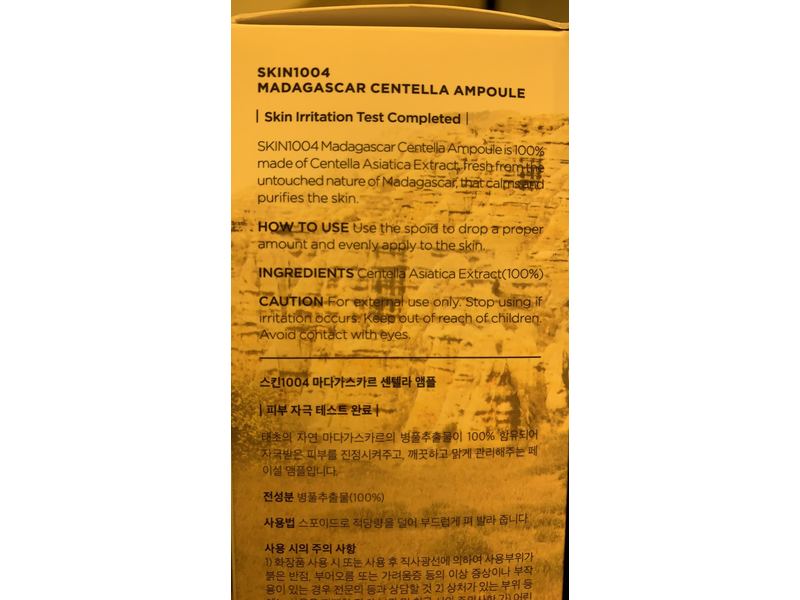 SKIN1004
MADAGASCAR CENTELLA AMPOULE
| Skin Irritation Test Completed |
SKIN1004 Madagascar Centella Ampoule is 100%
made of Centella Asiatica Extract, fresh from the
untouched nature of Madagascar, that calms and
purifies the skin.
HOW TO USE Use the spoid to drop a proper
amount and evenly apply to the skin.
INGREDIENTS Centella Asiatica Extract(100%)
CAUTION For external use only. Stop using if
irritation occurs. Keep out of reach of children.
Avoid contact with eyes.
스킨1004 마다가스카르 센텔라 앰플
| 피부 자극 테스트 완료 |
태초의 자연 마다가스카르의 병풀추출물이 100% 함유되어
자극받은 피부를 진정시켜주고, 깨끗하고 맑게 관리해주는 페
이셜 앰플입니다.
전성분 병풀추출물(100%)
사용법 스포이드로 적당량을 덜어 부드럽게 펴 발라 줍니다.
사용 시의 주의 사항
1) 화장품 사용 시 또는 사용 후 직사광선에 의하여 사용부위가
붉은 반점, 부어오름 또는 가려움증 등의 이상 증상이나 부작
용이 있는 경우 전문의 등과 상담할 것 2) 상처가 있는 부위 등